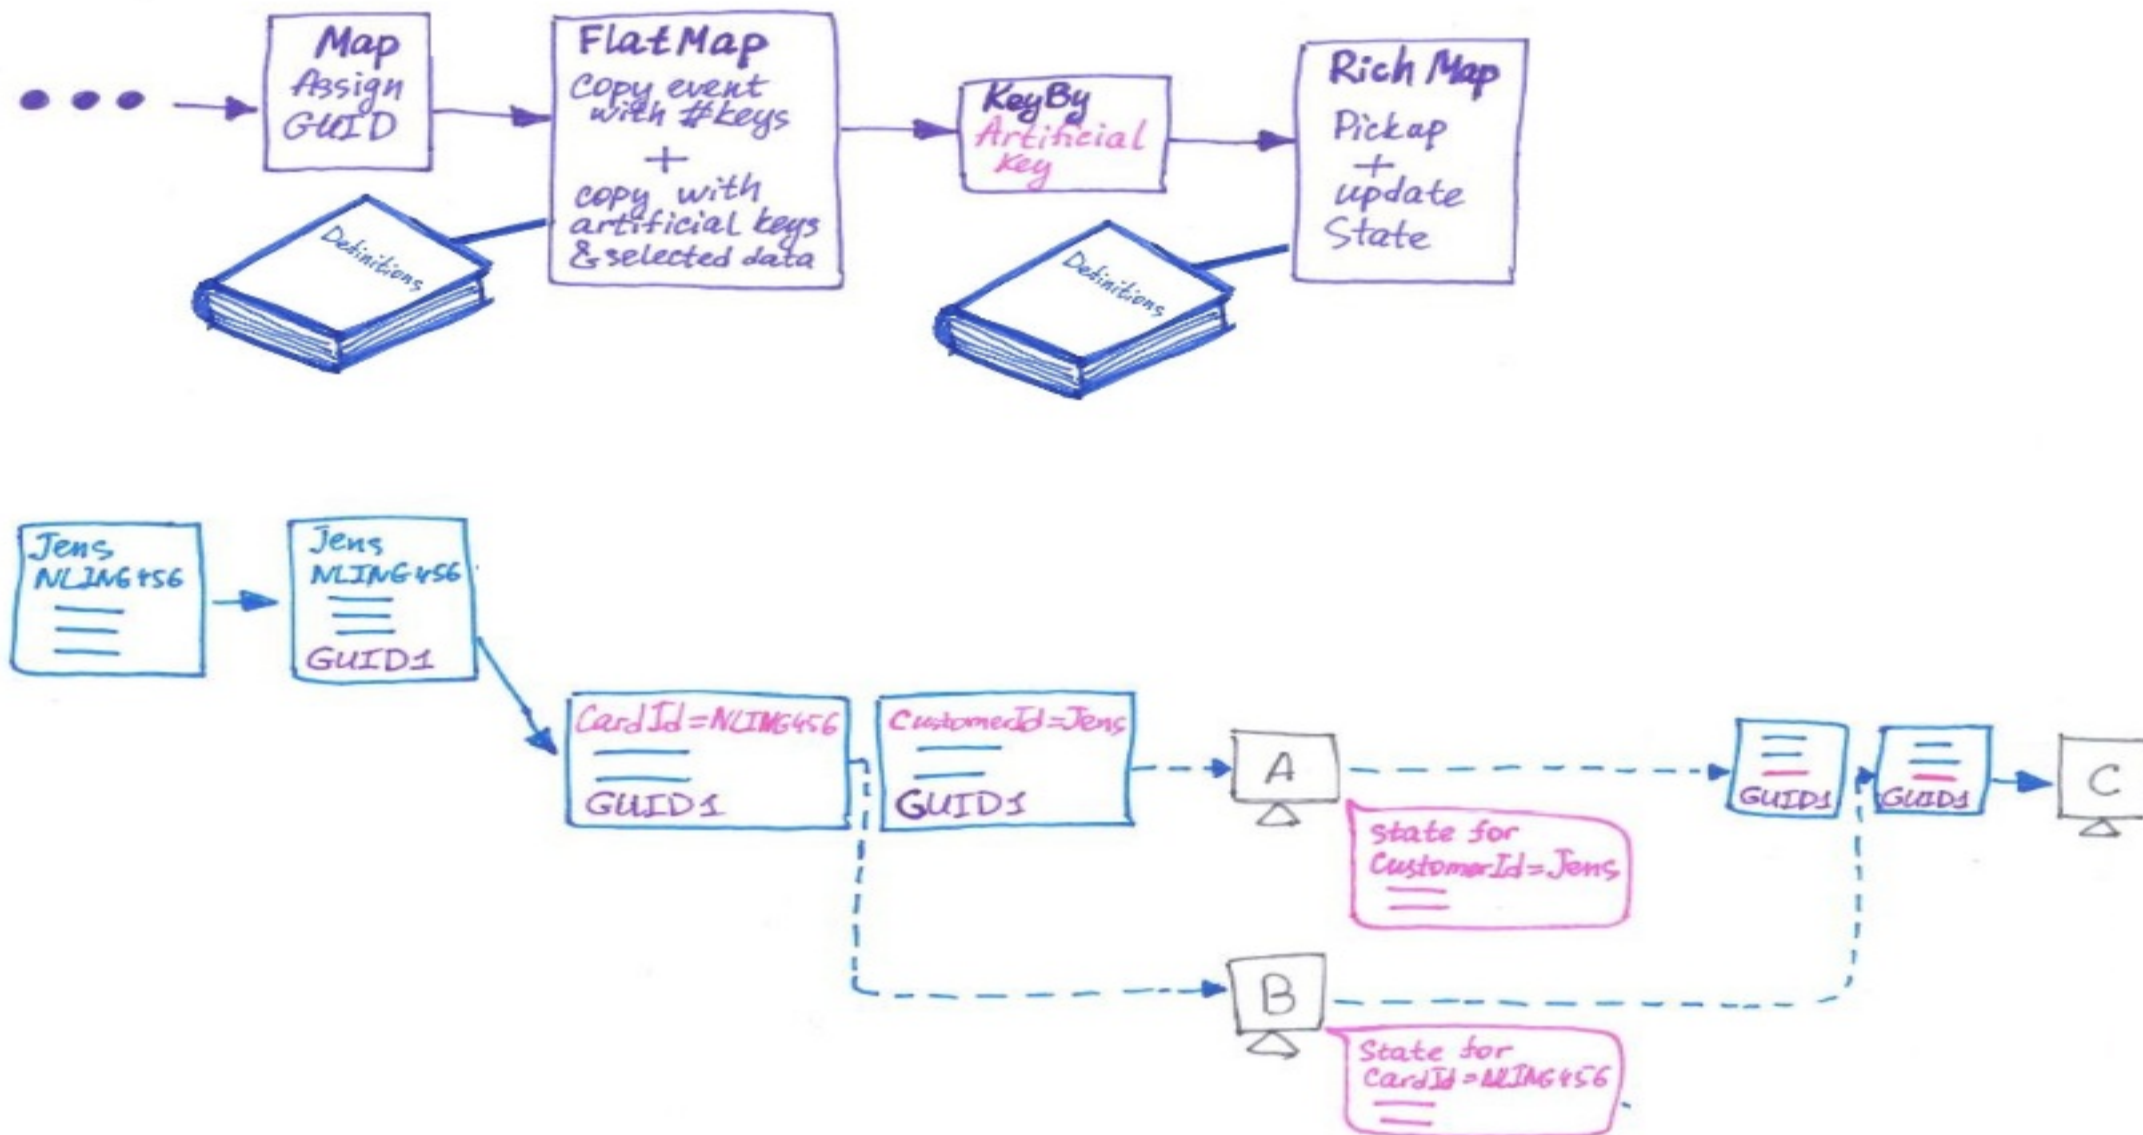 Map
Assign
GUID
FlatMap
Copy event
with #keys
+
copy with
artificial keys
& selected data
Definitions
KeyBy
Artificial
Key
Rich Map
Pickap
+
update
State
Definitions
Jens
NLING456
Jens
NLING456
GUID1
CardId=NLING456
GUID1
CustomerId=Jens
GUID1
A
State for
CustomerId=Jens
B
State for
CardId=NLING456
GUID1
GUID1
C